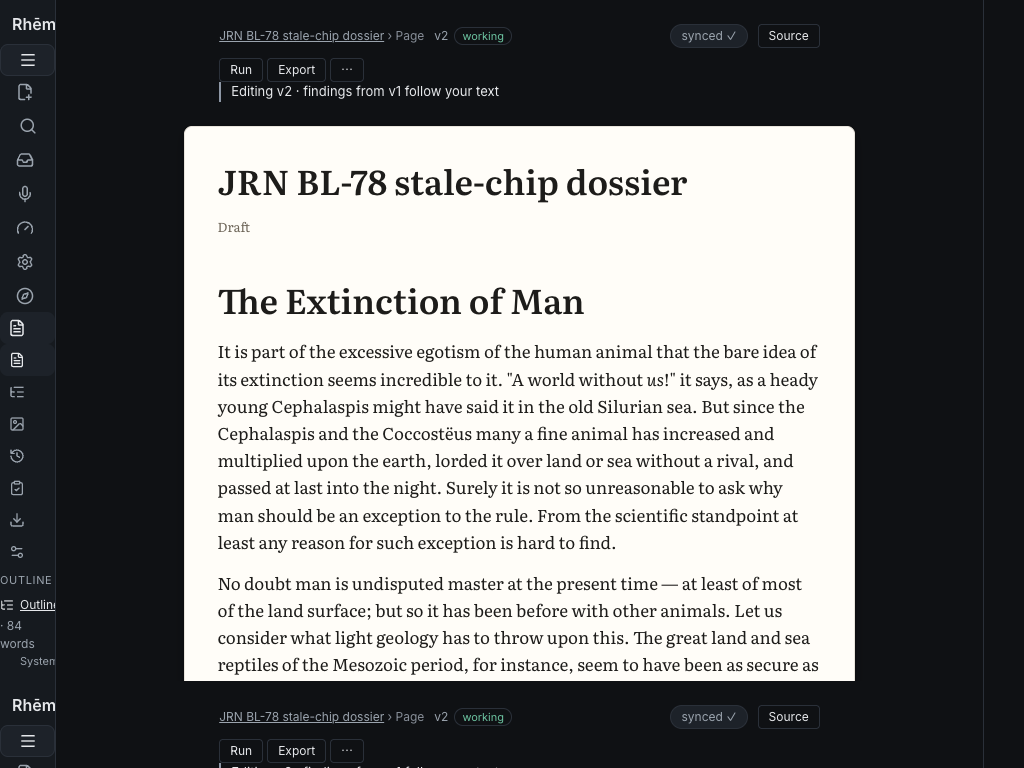 Rhēm
JRN BL-78 stale-chip dossier › Page v2 working synced ✓ Source
Run Export ···
Editing v2 · findings from v1 follow your text
JRN BL-78 stale-chip dossier
Draft
The Extinction of Man
It is part of the excessive egotism of the human animal that the bare idea of
its extinction seems incredible to it. "A world without us!" it says, as a heady
young Cephalaspis might have said it in the old Silurian sea. But since the
Cephalaspis and the Coccostëus many a fine animal has increased and
multiplied upon the earth, lorded it over land or sea without a rival, and
passed at last into the night. Surely it is not so unreasonable to ask why
man should be an exception to the rule. From the scientific standpoint at
least any reason for such exception is hard to find.
No doubt man is undisputed master at the present time — at least of most
of the land surface; but so it has been before with other animals. Let us
consider what light geology has to throw upon this. The great land and sea
reptiles of the Mesozoic period, for instance, seem to have been as secure as
OUTLINE
Outlin
· 84
words
System
Rhēm
JRN BL-78 stale-chip dossier › Page v2 working synced ✓ Source
Run Export ···